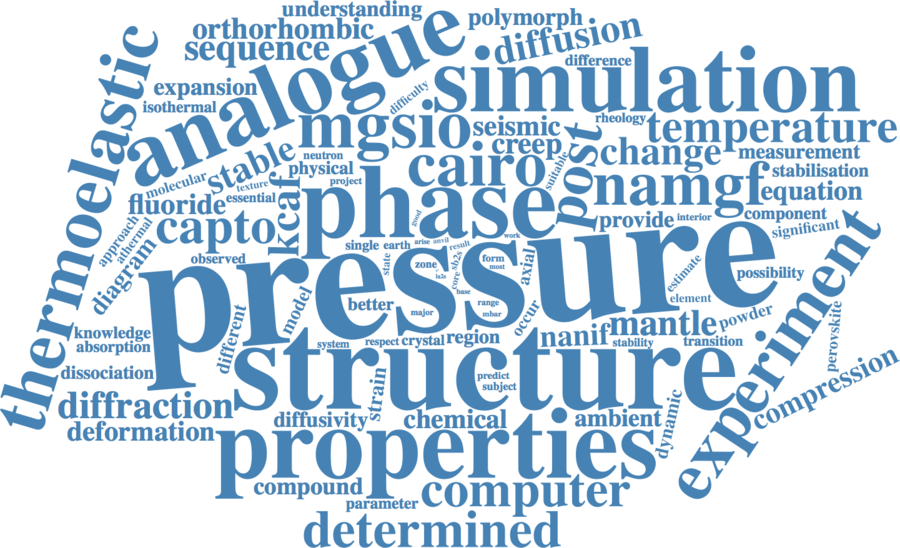 understanding
orthorhombic
polymorph
sequence
diffusion
difference
thermoelastic
analogue
simulation
expansion
isothermal
difficulty
rheology
mgsio
seismic
creep
temperature
post
change
measurement
neutron
physical
project
molecular
texture
stable
essential
cairo
suitable
stabilisation
phase
namgf
equation
fluoride
kcaf
capto
provide
interior
component
significant
approach
athermal
diagram
observed
single
earth
arise
anvil
result
work
good
state
zone
sb2s
form
most
core
base
axial
pressure
estimate
element
possibility
experiment
better
model
major
range
mbar
occur
different
knowledge
absorption
system
respect
crystal
region
nanif
mantle
powder
stability
transition
perovskite
dissociation
structure
strain
predict
subject
compression
diffraction
deformation
diffusivity
chemical
ambient
dynamic
properties
compound
parameter
computer
determined